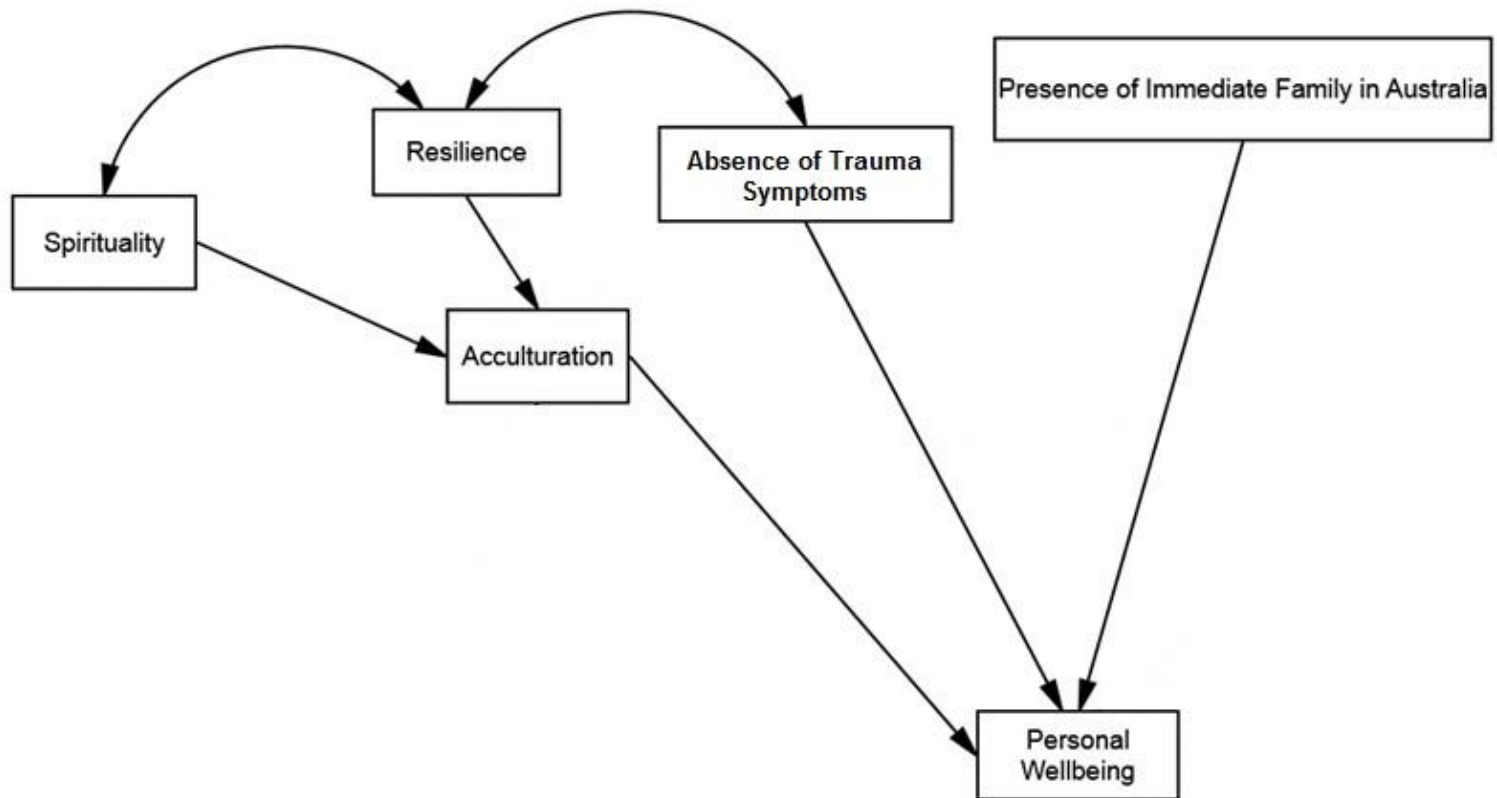 Presence of Immediate Family in Australia
Resilience
Absence of Trauma
Symptoms
Spirituality
Acculturation
Personal
Wellbeing